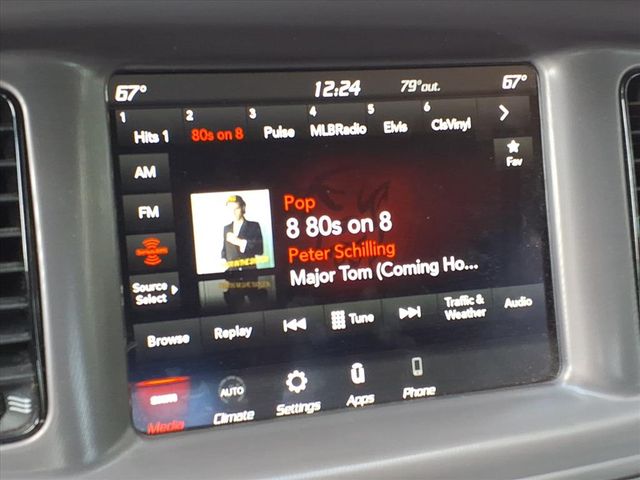 67°
12:24
79°out.
67°
1 2 3 4 5 6
Hits 1 80s on 8 Pulse MLBRadio Elvis ClsVinyl
Fav
AM
FM
Source
Select
Pop
8 80s on 8
Peter Schilling
Major Tom (Coming Ho...
Browse Replay Tune Traffic &
Weather Audio
Media
AUTO
Climate Settings Apps Phone